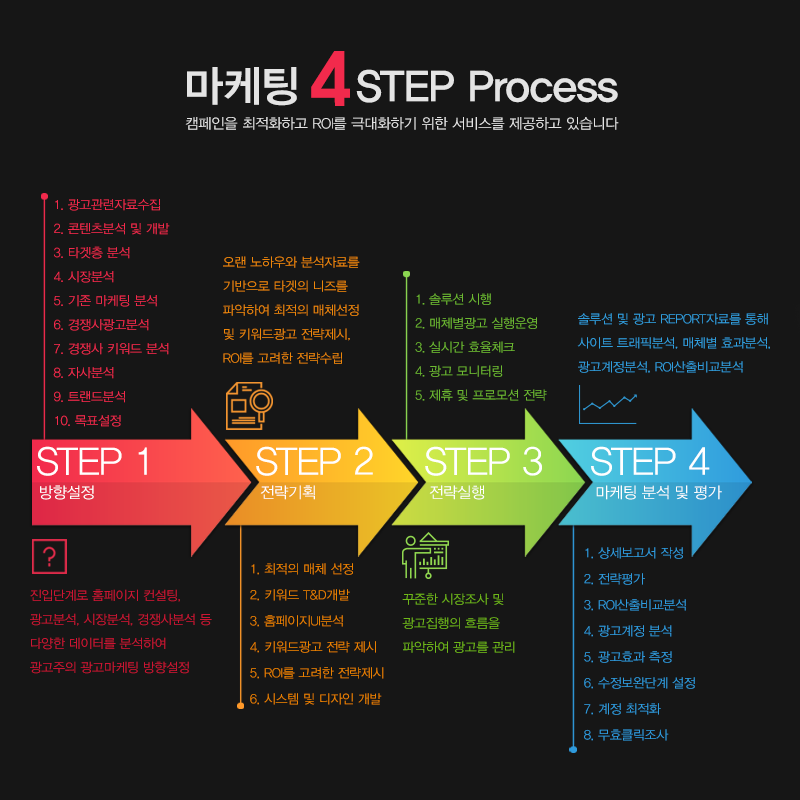 마케팅 4 STEP Process
캠페인을 최적화하고 ROI를 극대화하기 위한 서비스를 제공하고 있습니다
1. 광고관련자료수집
2. 콘텐츠분석 및 개발
3. 타겟층 분석
4. 시장분석
5. 기존 마케팅 분석
6. 경쟁사광고분석
7. 경쟁사 키워드 분석
8. 자사분석
9. 트랜드분석
10. 목표설정
STEP 1
방향설정
?
진입단계로 홈페이지 컨설팅,
광고분석, 시장분석, 경쟁사분석 등
다양한 데이터를 분석하여
광고주의 광고마케팅 방향설정
오랜 노하우와 분석자료를
기반으로 타겟의 니즈를
파악하여 최적의 매체선정
및 키워드광고 전략제시,
ROI를 고려한 전략수립
STEP 2
전략기획
1. 최적의 매체 선정
2. 키워드 T&D개발
3. 홈페이지UI분석
4. 키워드광고 전략 제시
5. ROI를 고려한 전략제시
6. 시스템 및 디자인 개발
1. 솔루션 시행
2. 매체별광고 실행운영
3. 실시간 효율체크
4. 광고 모니터링
5. 제휴 및 프로모션 전략
STEP 3
전략실행
꾸준한 시장조사 및
광고집행의 흐름을
파악하여 광고를 관리
솔루션 및 광고 REPORT자료를 통해
사이트 트래픽분석, 매체별 효과분석,
광고계정분석, ROI산출비교분석
STEP 4
마케팅 분석 및 평가
1. 상세보고서 작성
2. 전략평가
3. ROI산출비교분석
4. 광고계정 분석
5. 광고효과 측정
6. 수정보완단계 설정
7. 계정 최적화
8. 무효클릭조사